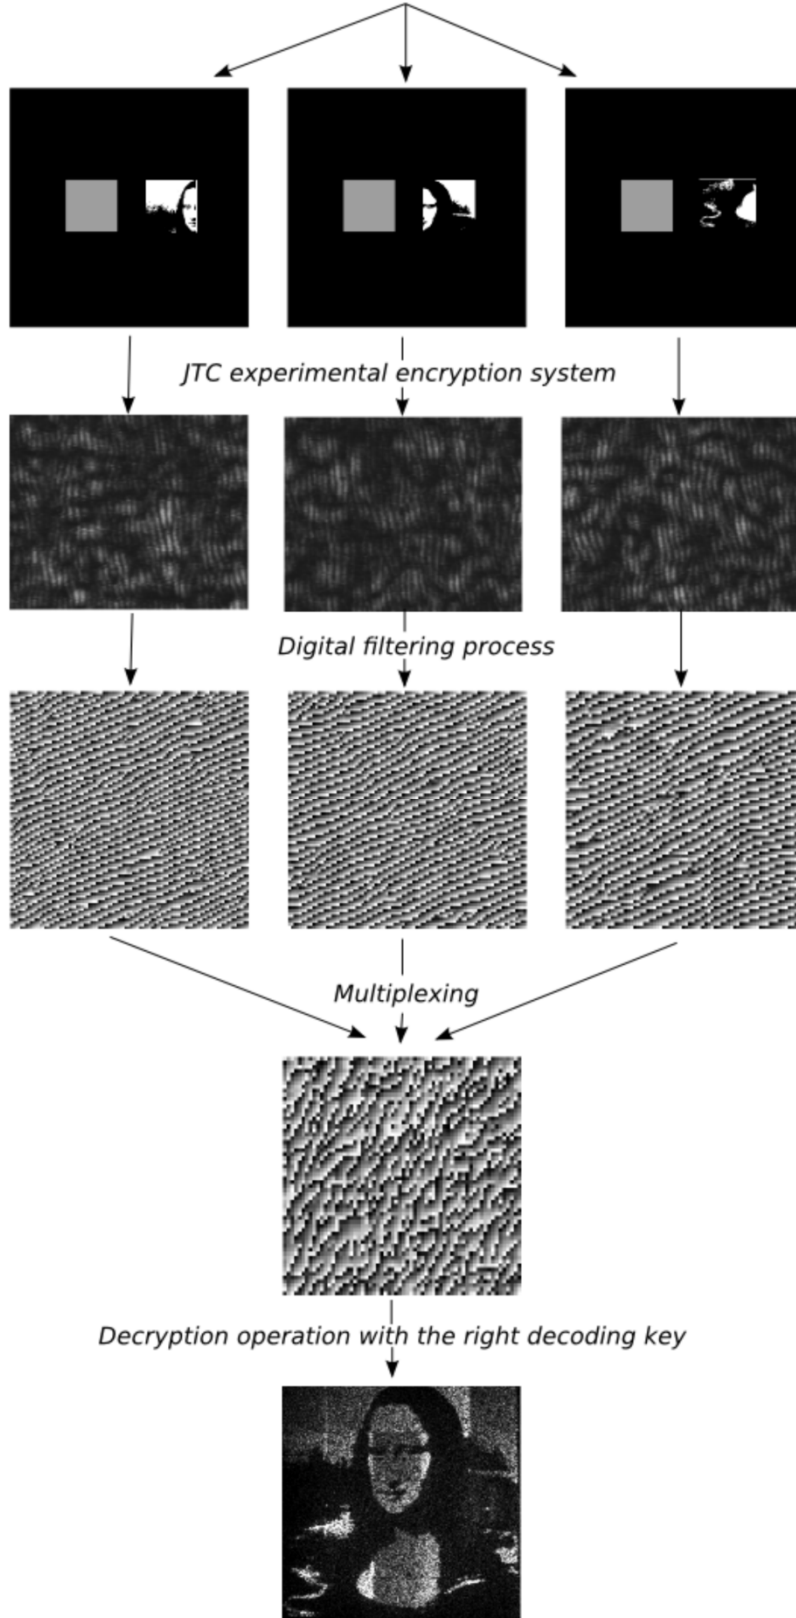 JTC experimental encryption system
Digital filtering process
Multiplexing
Decryption operation with the right decoding key